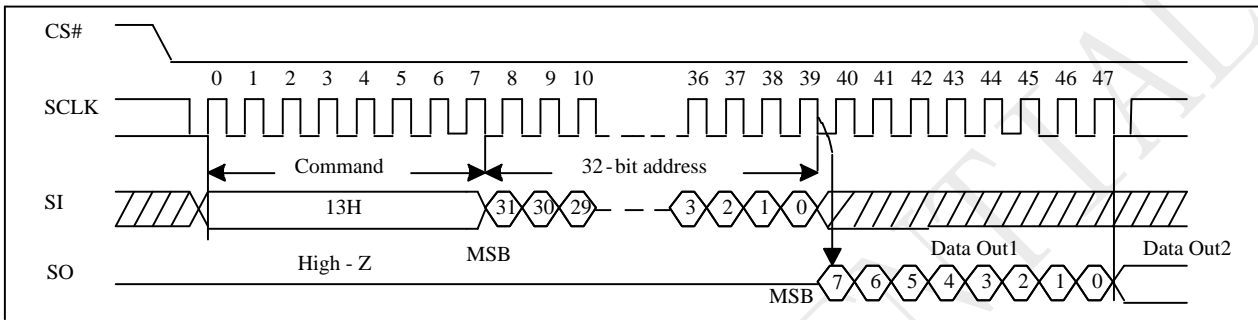 CS#
0 1 2 3 4 5 6 7 8 9 10 36 37 38 39 40 41 42 43 44 45 46 47
SCLK
Command 32-bit address
SI 13H 31 30 29 3 2 1 0
MSB
Data Out1 Data Out2
High - Z
SO
7 6 5 4 3 2 1 0
MSB